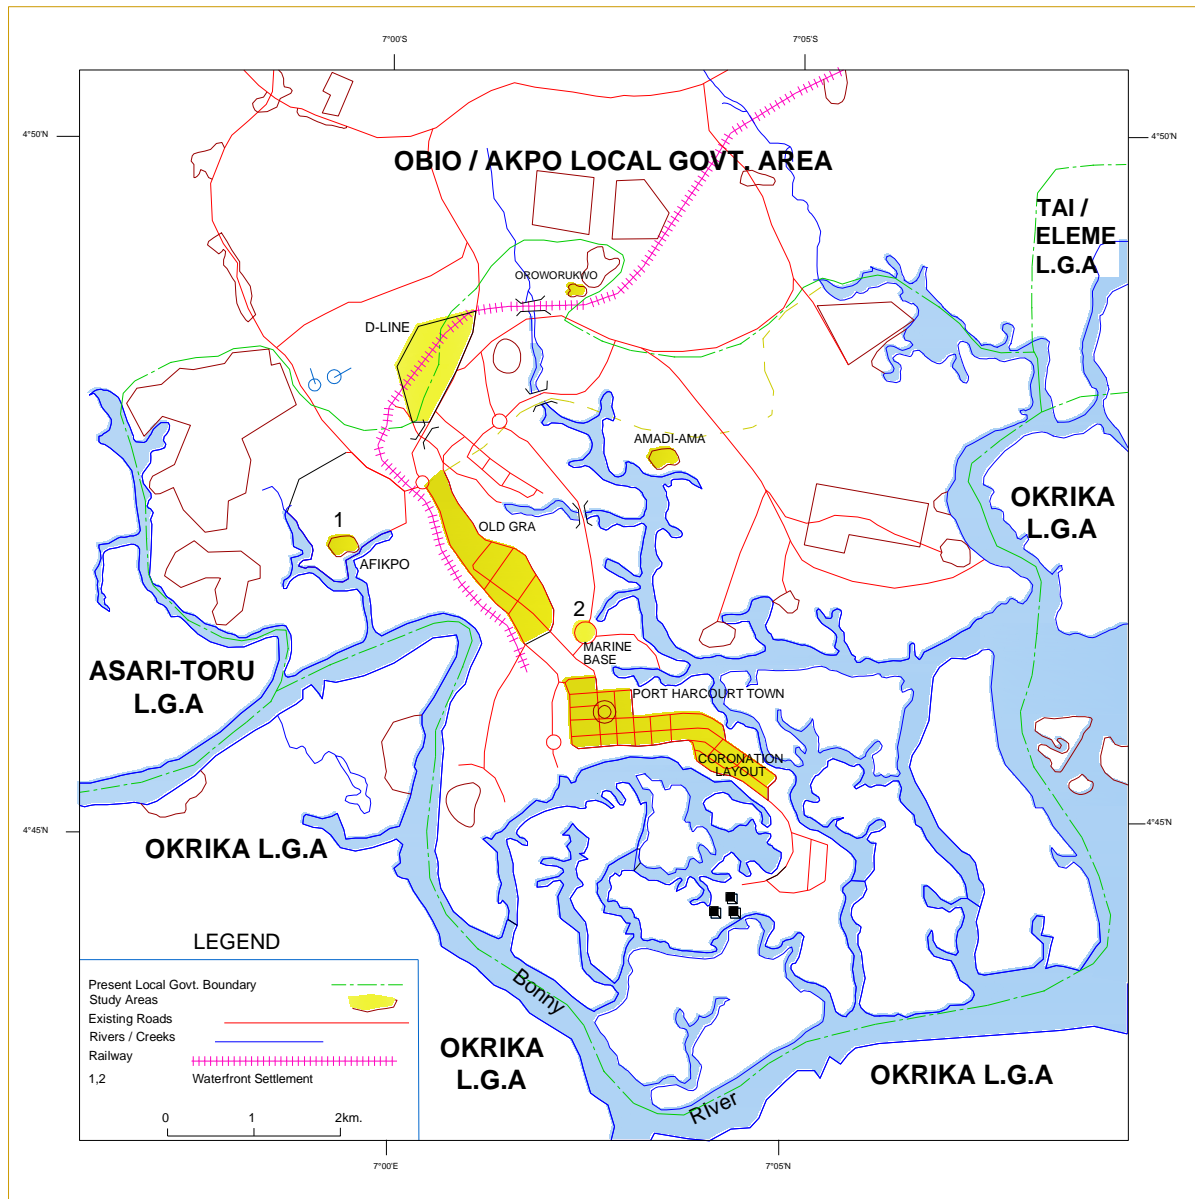 7°00'S
7°05'S
4°50'N
4°50'N
OBIO / AKPO LOCAL GOVT. AREA
TAI /
ELEME
L.G.A
OROWORUKWO
D-LINE
AMADI-AMA
OKRIKA
L.G.A
1
OLD GRA
AFIKPO
2
MARINE
BASE
ASARI-TORU
L.G.A
PORT HARCOURT TOWN
CORONATION
LAYOUT
4°45'N
4°45'N
OKRIKA L.G.A
LEGEND
Present Local Govt. Boundary
Study Areas
Existing Roads
Rivers / Creeks
Railway
1,2 Waterfront Settlement
0 1 2km.
Bonny
RIver
OKRIKA
L.G.A
OKRIKA L.G.A
7°00'E
7°05'N